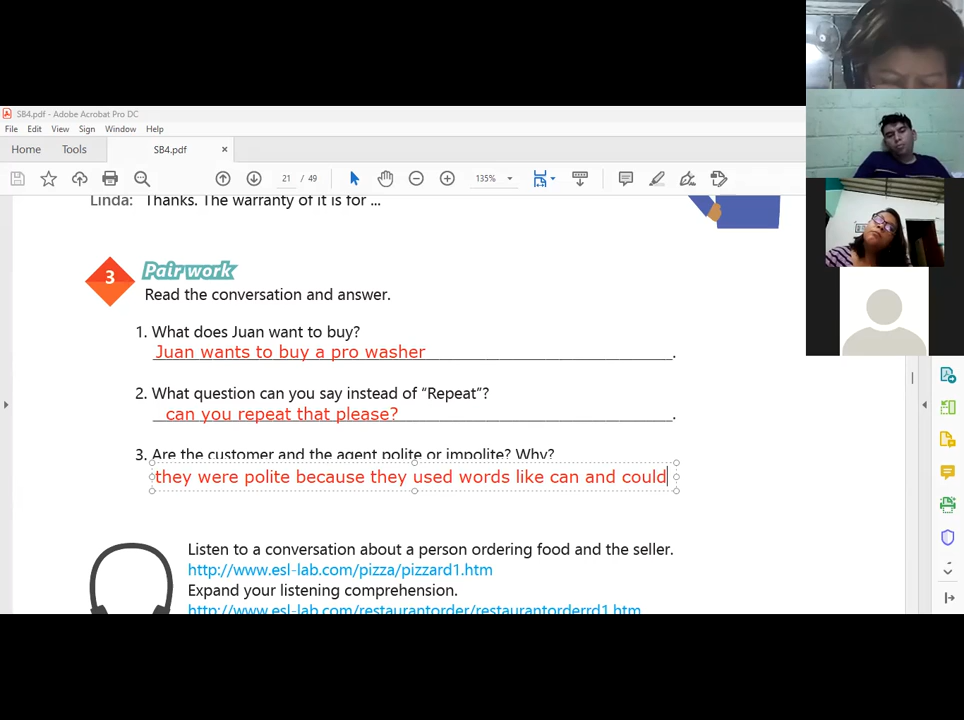 SB4.pdf - Adobe Acrobat Pro DC
File Edit View Sign Window Help
Home Tools SB4.pdf ×
21 / 49 135%
Linda: Thanks. The warranty of it is for ...
3 Pair work
Read the conversation and answer.
1. What does Juan want to buy?
Juan wants to buy a pro washer.
2. What question can you say instead of “Repeat”?
can you repeat that please?.
3. Are the customer and the agent polite or impolite? Why?
they were polite because they used words like can and could
Listen to a conversation about a person ordering food and the seller.
http://www.esl-lab.com/pizza/pizzard1.htm
Expand your listening comprehension.
http://www.esl-lab.com/restaurantorder/restaurantorderrd1.htm